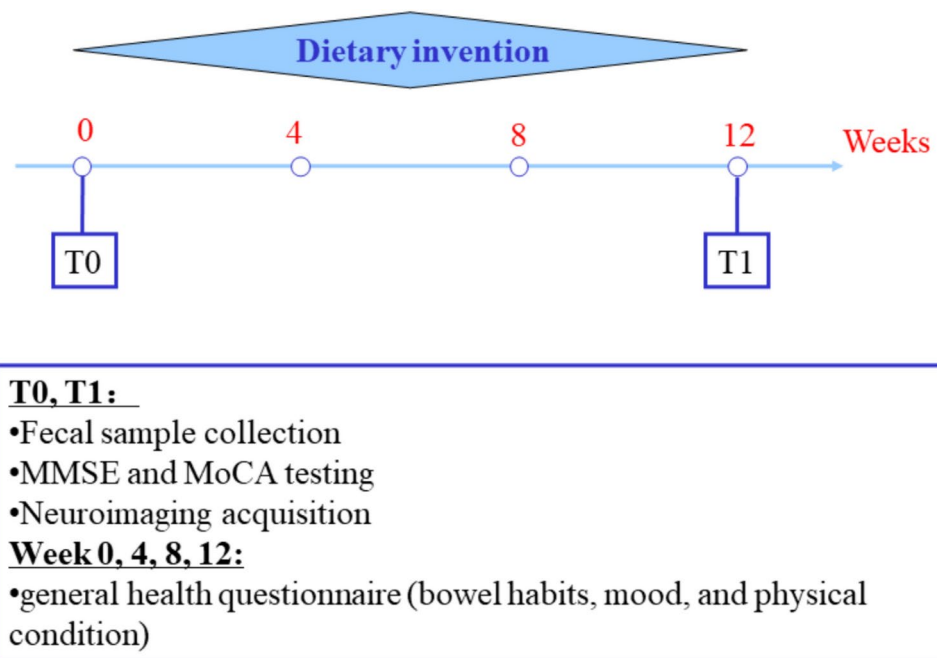 Dietary invention
0 4 8 12 Weeks
T0 T1
T0, T1：
•Fecal sample collection
•MMSE and MoCA testing
•Neuroimaging acquisition
Week 0, 4, 8, 12:
•general health questionnaire (bowel habits, mood, and physical
condition)